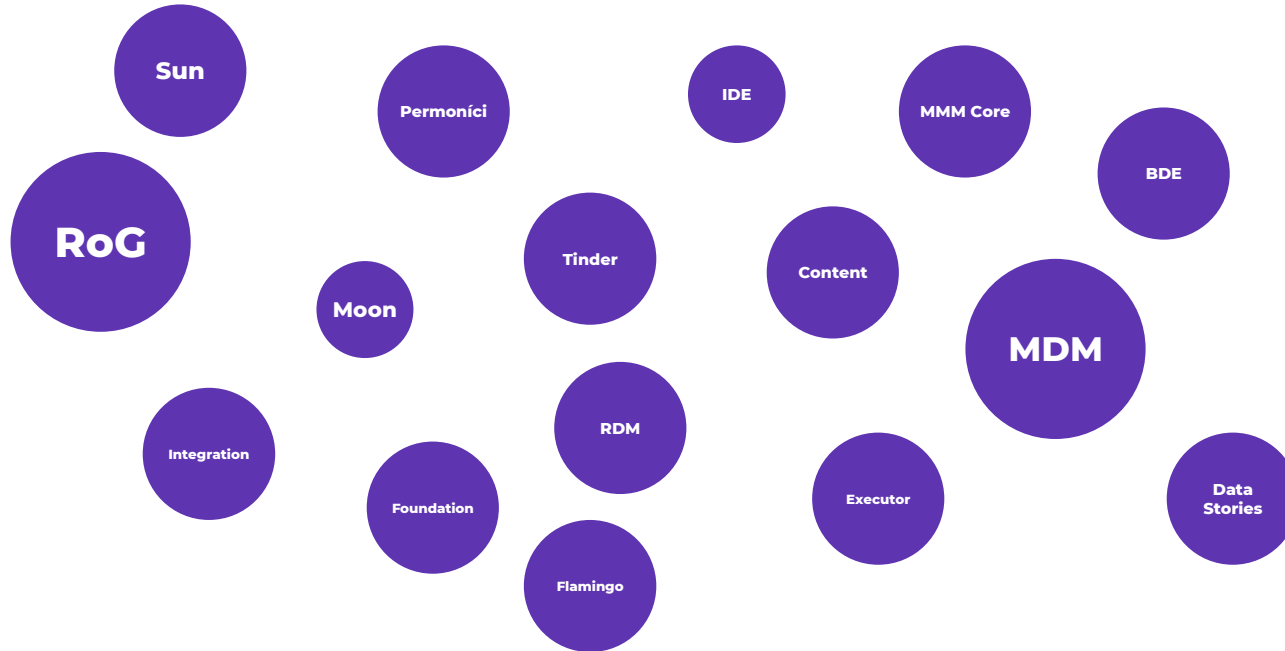 Sun
Permoníci
IDE
MMM Core
BDE
RoG
Tinder
Content
Moon
MDM
RDM
Integration
Foundation
Executor
Data
Stories
Flamingo